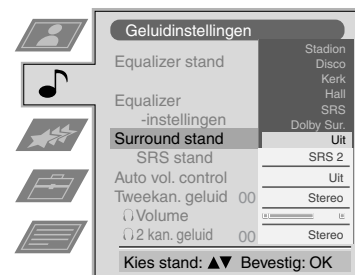 Geluidinstellingen
Equalizer stand
Stadion
Disco
Kerk
Hall
SRS
Dolby Sur.
Equalizer
-instellingen
Surround stand Uit
SRS stand SRS 2
Auto vol. control Uit
Tweekan. geluid 00 Stereo
Volume
2 kan. geluid 00 Stereo
Kies stand: ▲▼ Bevestig: OK